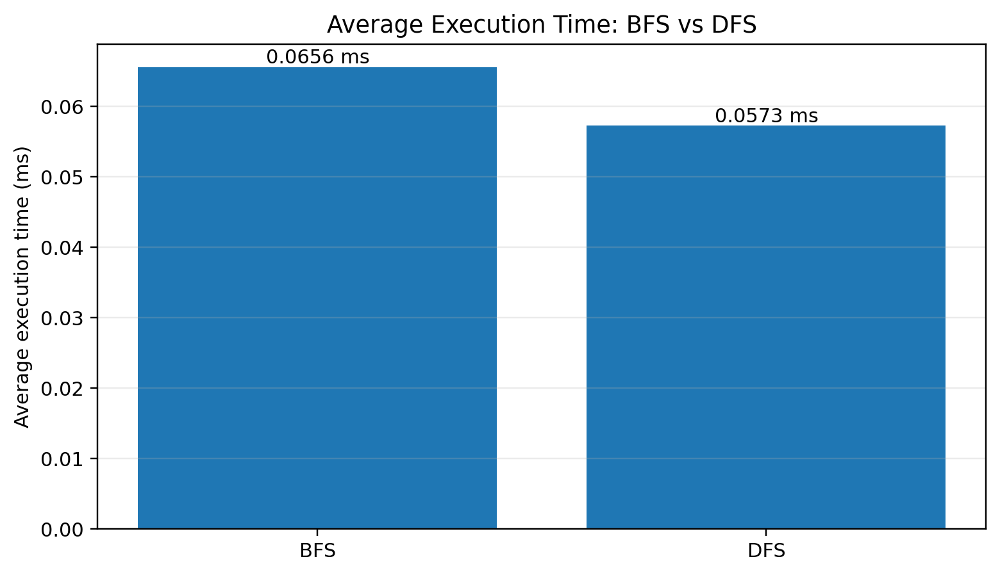 Average Execution Time: BFS vs DFS
0.0656 ms
0.0573 ms
Average execution time (ms)
0.06
0.05
0.04
0.03
0.02
0.01
0.00
BFS
DFS